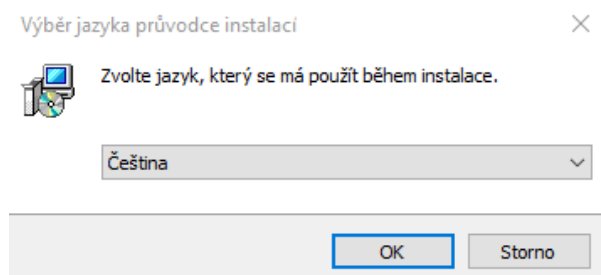 Výběr jazyka průvodce instalací
Zvolte jazyk, který se má použít během instalace.
Čeština
OK
Storno